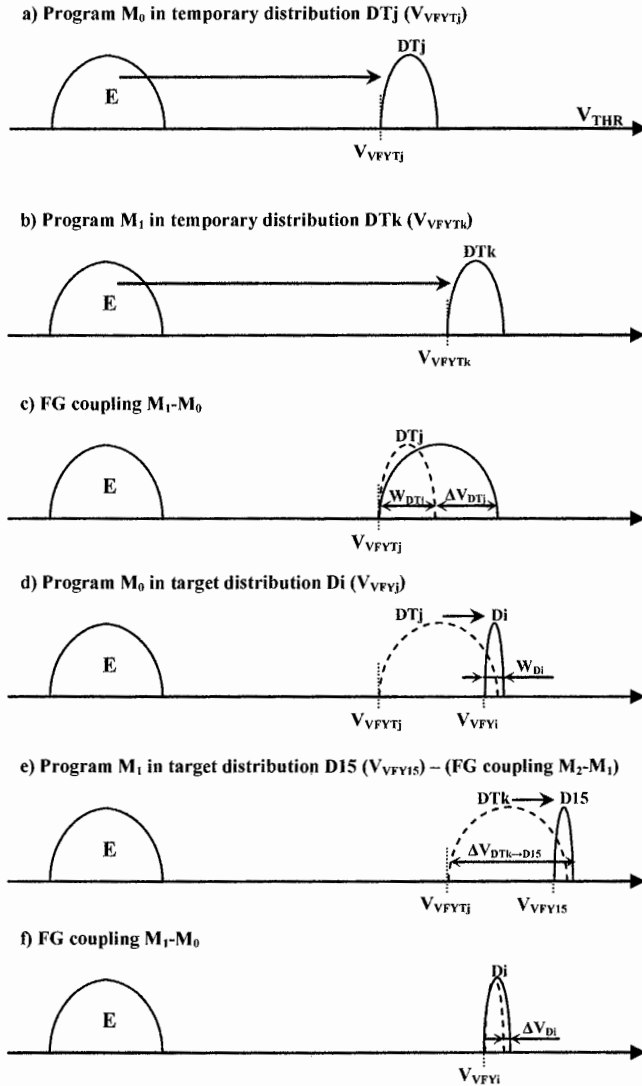 a) Program M₀ in temporary distribution DTj (V_VFYTj)
DTj
E
V_THR
V_VFYTj
b) Program M₁ in temporary distribution DTk (V_VFYTk)
DTk
E
V_VFYTk
c) FG coupling M₁-M₀
DTj
E
W_DTj ΔV_DTj
V_VFYTj
d) Program M₀ in target distribution Di (V_VFYj)
DTj Di
E
W_Di
V_VFYTj V_VFYi
e) Program M₁ in target distribution D15 (V_VFY15) – (FG coupling M₂-M₁)
DTk D15
E
ΔV_DTk→D15
V_VFYTj V_VFY15
f) FG coupling M₁-M₀
Di
E
ΔV_Di
V_VFYi